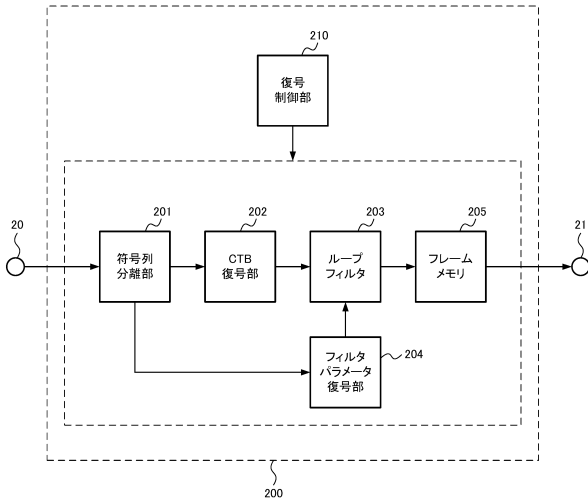 210
復号
制御部
20
201
202
203
205
21
符号列
分離部
CTB
復号部
ループ
フィルタ
フレーム
メモリ
フィルタ
パラメータ
復号部
204
200